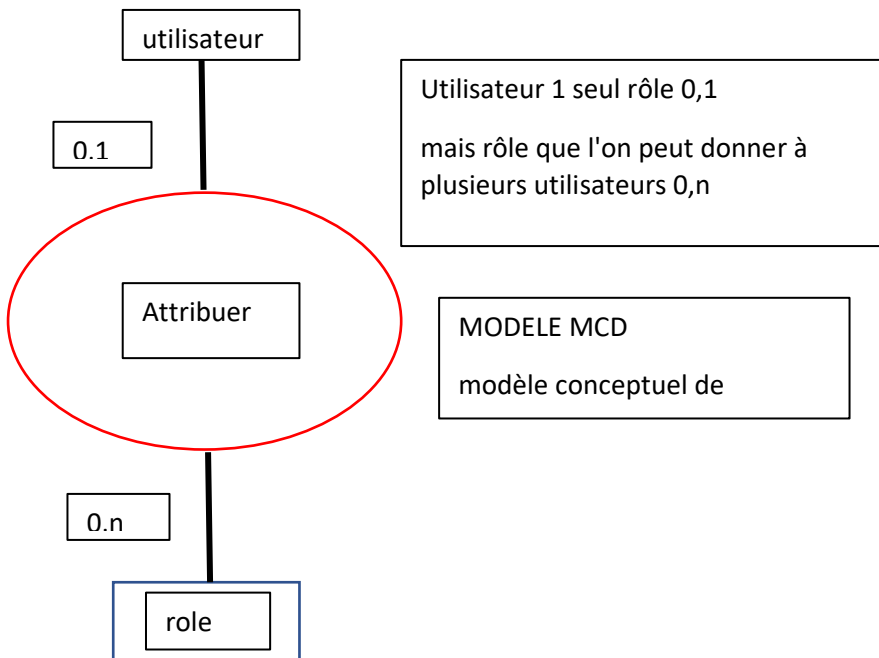 utilisateur
Utilisateur 1 seul rôle 0,1
mais rôle que l'on peut donner à
plusieurs utilisateurs 0,n
0.1
Attribuer
MODELE MCD
modèle conceptuel de
0.n
role